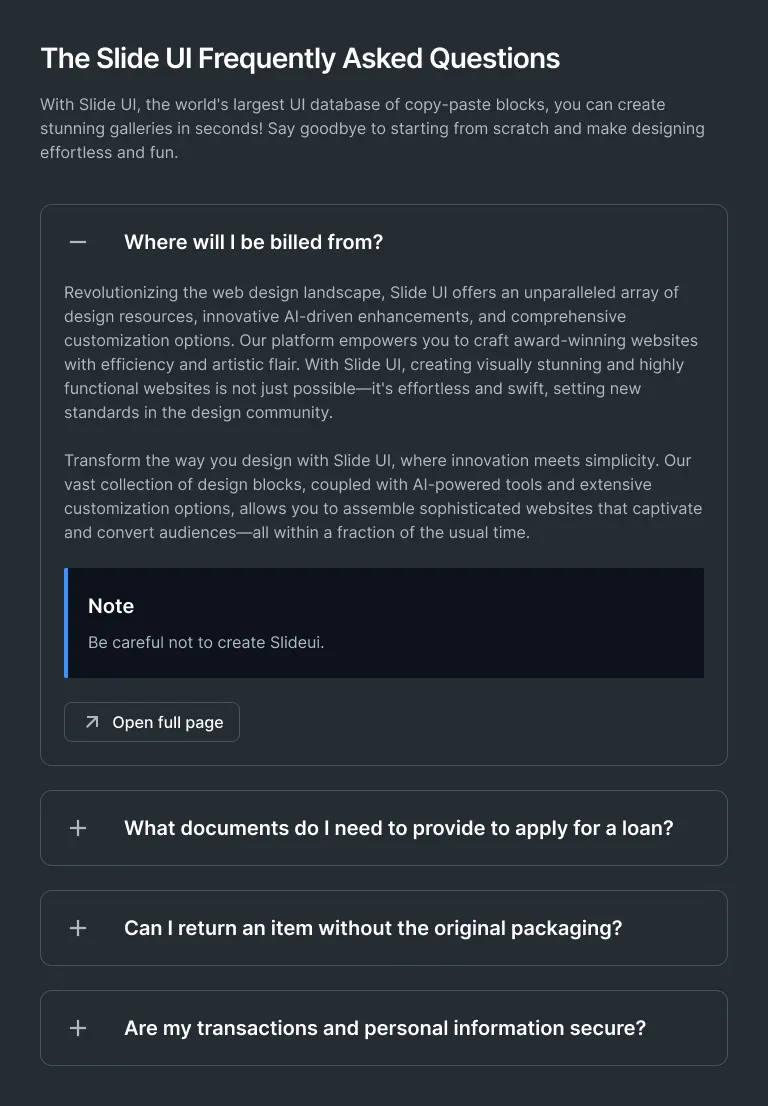 The Slide UI Frequently Asked Questions
With Slide UI, the world's largest UI database of copy-paste blocks, you can create
stunning galleries in seconds! Say goodbye to starting from scratch and make designing
effortless and fun.
Where will I be billed from?
Revolutionizing the web design landscape, Slide UI offers an unparalleled array of
design resources, innovative AI-driven enhancements, and comprehensive
customization options. Our platform empowers you to craft award-winning websites
with efficiency and artistic flair. With Slide UI, creating visually stunning and highly
functional websites is not just possible—it's effortless and swift, setting new
standards in the design community.
Transform the way you design with Slide UI, where innovation meets simplicity. Our
vast collection of design blocks, coupled with AI-powered tools and extensive
customization options, allows you to assemble sophisticated websites that captivate
and convert audiences—all within a fraction of the usual time.
Note
Be careful not to create Slideui.
Open full page
What documents do I need to provide to apply for a loan?
Can I return an item without the original packaging?
Are my transactions and personal information secure?